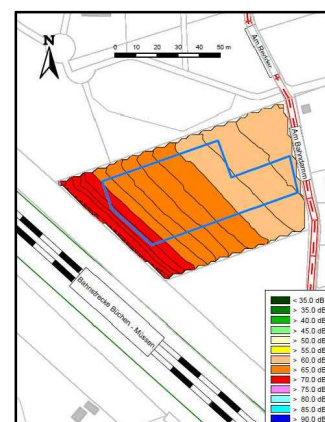 N
0 10 20 30 40 50 m
Am Redder
Am Bahndamm
Bahnstrecke Büchen - Müssen
< 35.0 dB
> 35.0 dB
> 40.0 dB
> 45.0 dB
> 50.0 dB
> 55.0 dB
> 60.0 dB
> 65.0 dB
> 70.0 dB
> 75.0 dB
> 80.0 dB
> 85.0 dB
> 90.0 dB